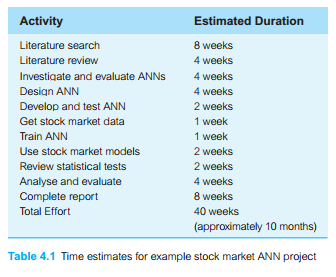 Activity Estimated Duration
Literature search 8 weeks
Literature review 4 weeks
Investigate and evaluate ANNs 4 weeks
Design ANN 4 weeks
Develop and test ANN 2 weeks
Get stock market data 1 week
Train ANN 1 week
Use stock market models 2 weeks
Review statistical tests 2 weeks
Analyse and evaluate 4 weeks
Complete report 8 weeks
Total Effort 40 weeks
(approximately 10 months)
Table 4.1 Time estimates for example stock market ANN project